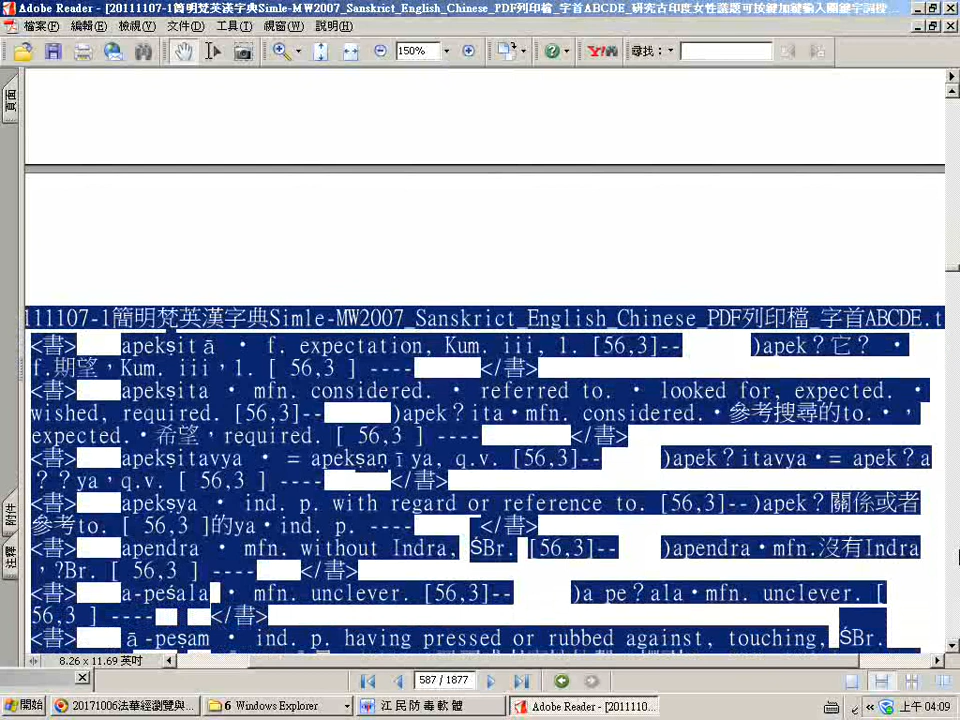 Adobe Reader - [20111107-1簡明梵英漢字典Simle-MW2007_Sanskrict_English_Chinese_PDF列印檔_字首ABCDE_研究古印度女性議題可按鍵加鍵輸入關鍵字詞搜
檔案(F) 編輯(E) 檢視(V) 文件(D) 工具(T) 視窗(W) 說明(H)
150% 尋找:
頁面
111107-1簡明梵英漢字典Simle-MW2007_Sanskrict_English_Chinese_PDF列印檔_字首ABCDE.t
<書> apekṣitā • f. expectation, Kum. iii, 1. [56,3]-- )apek？它？ •
f.期望，Kum. iii，1. [ 56,3 ] ---- </書>
<書> apekṣita • mfn. considered. • referred to. • looked for, expected. •
wished, required. [56,3]-- )apek？ita•mfn. considered.•參考搜尋的to.•，
expected.•希望，required. [ 56,3 ] ---- </書>
<書> apekṣitavya • = apekṣaṇīya, q.v. [56,3]-- )apek？itavya•= apek？a
？？ya，q.v. [ 56,3 ] ---- </書>
<書> apekṣya • ind. p. with regard or reference to. [56,3]--)apek？關係或者
參考to. [ 56,3 ]的ya•ind. p. ---- </書>
<書> apendra • mfn. without Indra, ŚBr. [56,3]-- )apendra•mfn.沒有Indra
，?Br. [ 56,3 ] ---- </書>
<書> a-peśala • mfn. unclever. [56,3]-- )a pe？ala•mfn. unclever. [
56,3 ] ---- </書>
<書> ā-peṣam • ind. p. having pressed or rubbed against, touching, ŚBr.
附件
注釋
8.26 x 11.69 英吋
587 / 1877
開始 20171006法華經瀏覽與... 6 Windows Explorer 江民防毒軟體 Adobe Reader - [2011110... 上午 04:09